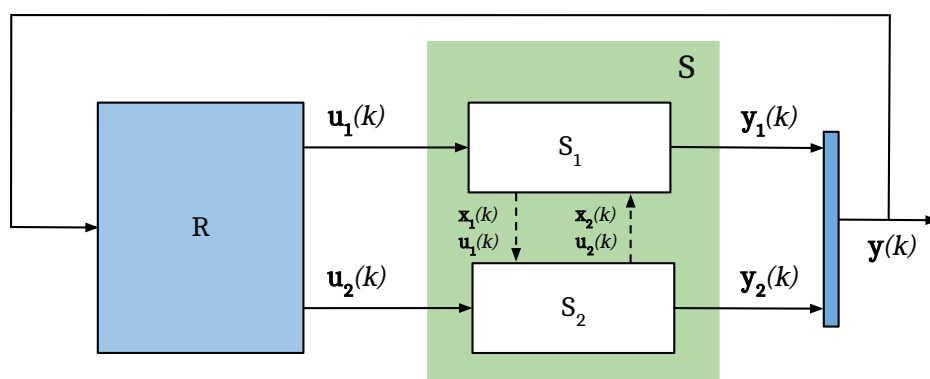 S
u₁(k)
y₁(k)
S₁
R
x₁(k)
u₁(k)
x₂(k)
u₂(k)
y(k)
u₂(k)
y₂(k)
S₂